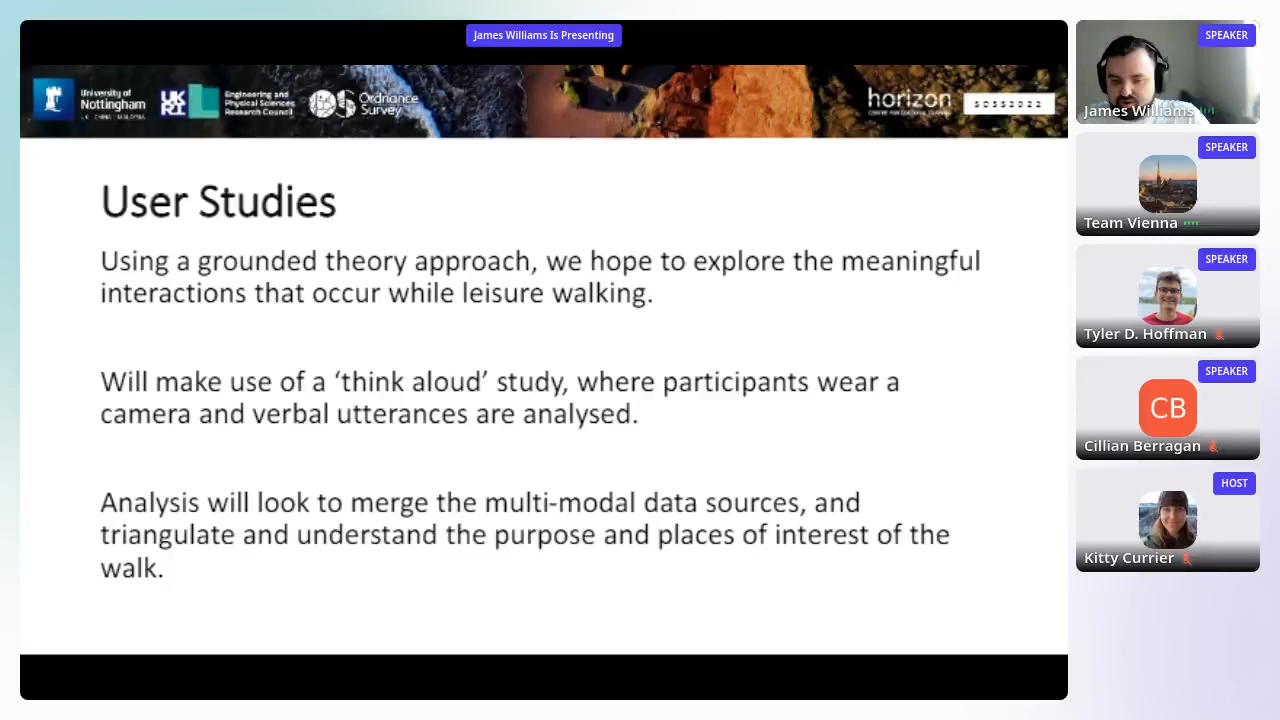 James Williams Is Presenting
University of
Nottingham
UK | CHINA | MALAYSIA
UKRI
Engineering and
Physical Sciences
Research Council
Ordnance
Survey
horizon
SDSS2022
User Studies
Using a grounded theory approach, we hope to explore the meaningful
interactions that occur while leisure walking.
Will make use of a ‘think aloud’ study, where participants wear a
camera and verbal utterances are analysed.
Analysis will look to merge the multi-modal data sources, and
triangulate and understand the purpose and places of interest of the
walk.
SPEAKER
James Williams
SPEAKER
Team Vienna
SPEAKER
Tyler D. Hoffman
SPEAKER
CB
Cillian Berragan
HOST
Kitty Currier